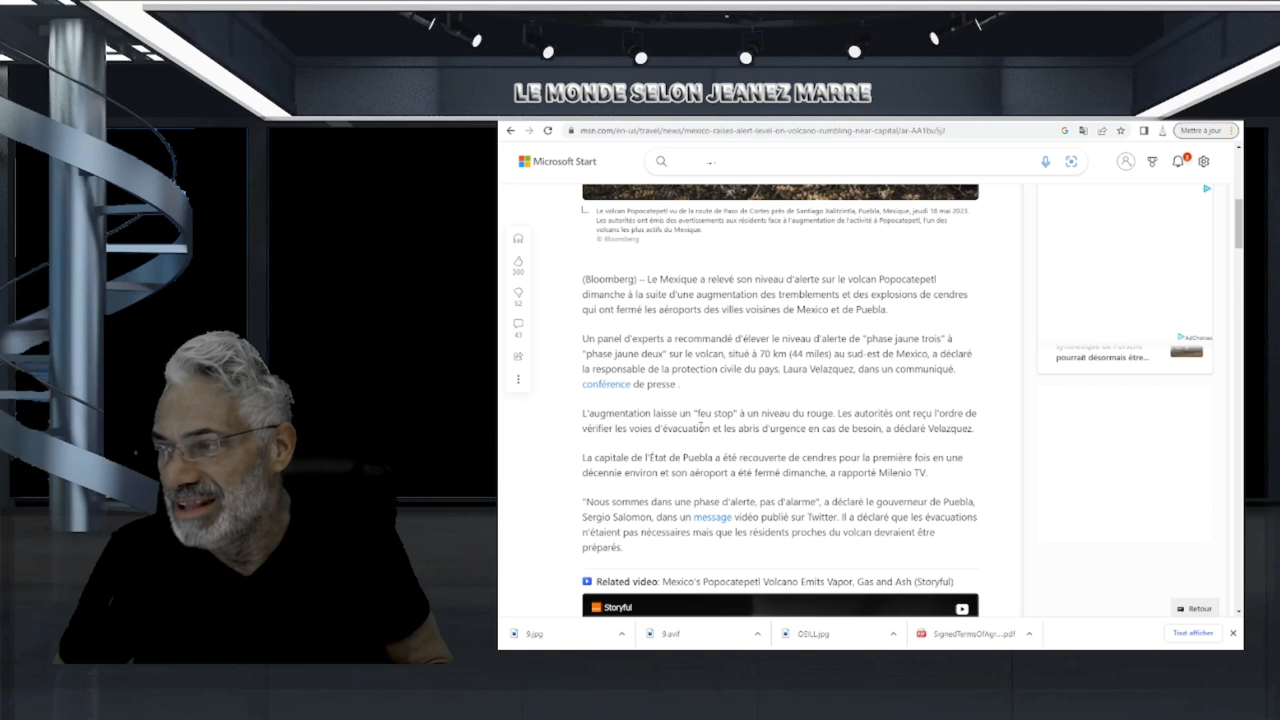 LE MONDE SELON JEANEZ MARRE
msn.com/en-us/travel/news/mexico-raises-alert-level-on-volcano-rumbling-near-capital/ar-AA1buSjJ
Mettre à jour
Microsoft Start
Le volcan Popocatepetl vu de la route de Paso de Cortes près de Santiago Xalitzintla, Puebla, Mexique, jeudi 18 mai 2023.
Les autorités ont émis des avertissements aux résidents face à l'augmentation de l'activité à Popocatépetl, l'un des
volcans les plus actifs du Mexique.
© Bloomberg
300
52
43
(Bloomberg) – Le Mexique a relevé son niveau d'alerte sur le volcan Popocatepetl
dimanche à la suite d'une augmentation des tremblements et des explosions de cendres
qui ont fermé les aéroports des villes voisines de Mexico et de Puebla.
Un panel d'experts a recommandé d'élever le niveau d'alerte de "phase jaune trois" à
"phase jaune deux" sur le volcan, situé à 70 km (44 miles) au sud-est de Mexico, a déclaré
la responsable de la protection civile du pays, Laura Velazquez, dans un communiqué.
conférence de presse .
L'augmentation laisse un "feu stop" à un niveau du rouge. Les autorités ont reçu l'ordre de
vérifier les voies d'évacuation et les abris d'urgence en cas de besoin, a déclaré Velazquez.
La capitale de l'État de Puebla a été recouverte de cendres pour la première fois en une
décennie environ et son aéroport a été fermé dimanche, a rapporté Milenio TV.
"Nous sommes dans une phase d'alerte, pas d'alarme", a déclaré le gouverneur de Puebla,
Sergio Salomon, dans un message vidéo publié sur Twitter. Il a déclaré que les évacuations
n'étaient pas nécessaires mais que les résidents proches du volcan devraient être
préparés.
Related video: Mexico's Popocatepetl Volcano Emits Vapor, Gas and Ash (Storyful)
Storyful
AdChoices
synthétique de Porsche
pourrait désormais être...
Retour
9.jpg
9.avif
ODLL.jpg
SignedTermsOfAgr....pdf
Tout afficher